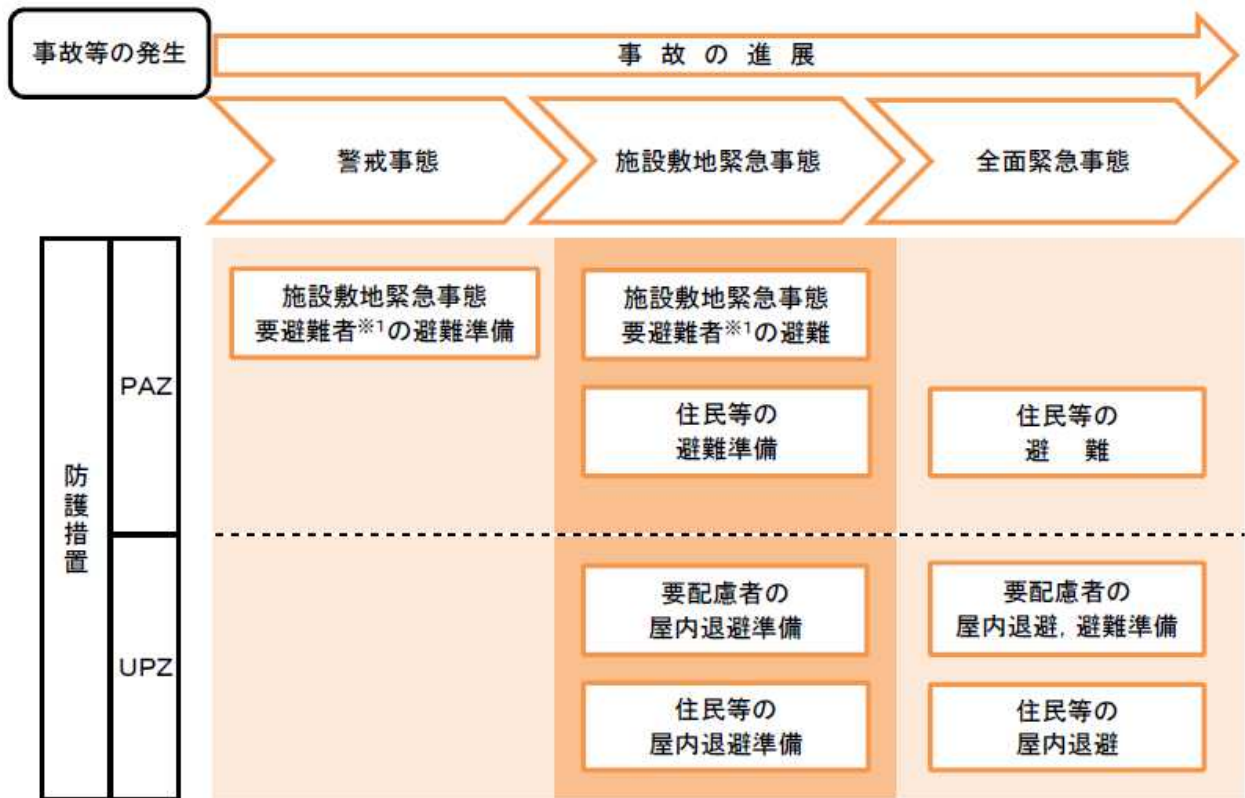 事故等の発生
事故の進展
警戒事態
施設敷地緊急事態
全面緊急事態
防護措置
PAZ
施設敷地緊急事態
要避難者※1の避難準備
施設敷地緊急事態
要避難者※1の避難
住民等の
避難準備
住民等の
避　難
UPZ
要配慮者の
屋内退避準備
要配慮者の
屋内退避，避難準備
住民等の
屋内退避準備
住民等の
屋内退避